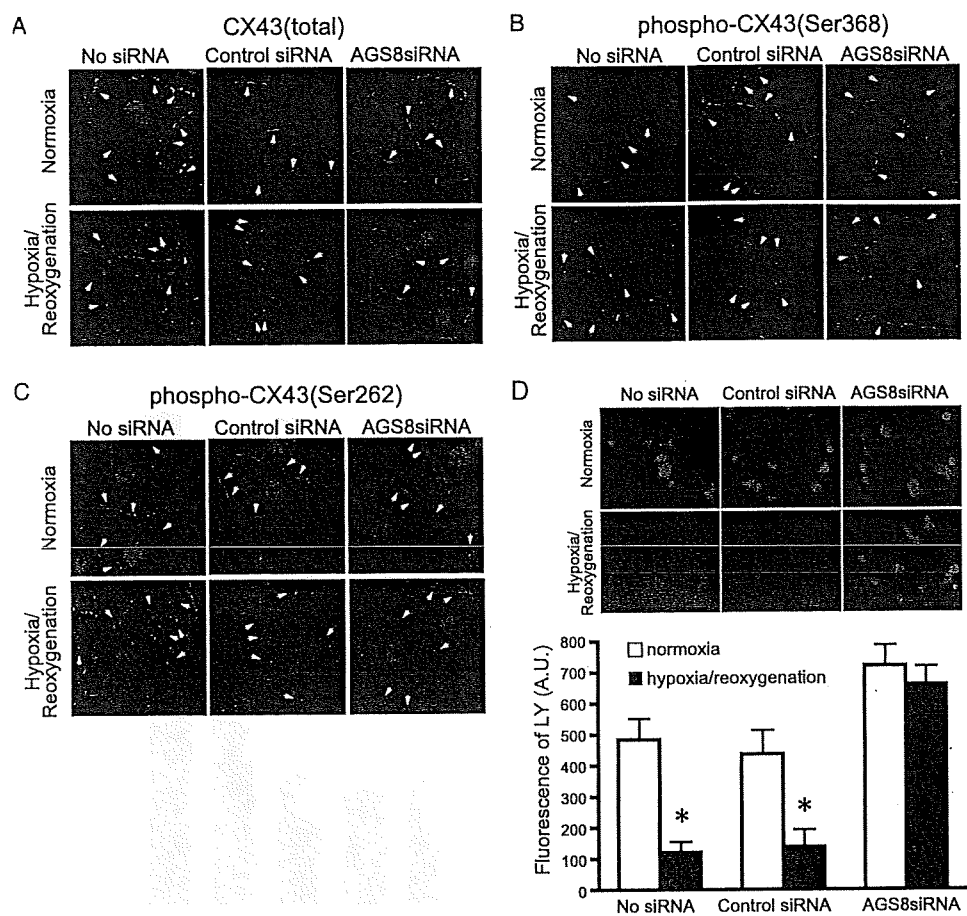 A
CX43(total)
No siRNA Control siRNA AGS8siRNA
Normoxia
Hypoxia/
Reoxygenation
B
phospho-CX43(Ser368)
No siRNA Control siRNA AGS8siRNA
Normoxia
Hypoxia/
Reoxygenation
C
phospho-CX43(Ser262)
No siRNA Control siRNA AGS8siRNA
Normoxia
Hypoxia/
Reoxygenation
D
No siRNA Control siRNA AGS8siRNA
Normoxia
Hypoxia/
Reoxygenation
Fluorescence of LY (A.U.)
800
700
600
500
400
300
200
100
0
normoxia
hypoxia/reoxygenation
* *
No siRNA Control siRNA AGS8siRNA